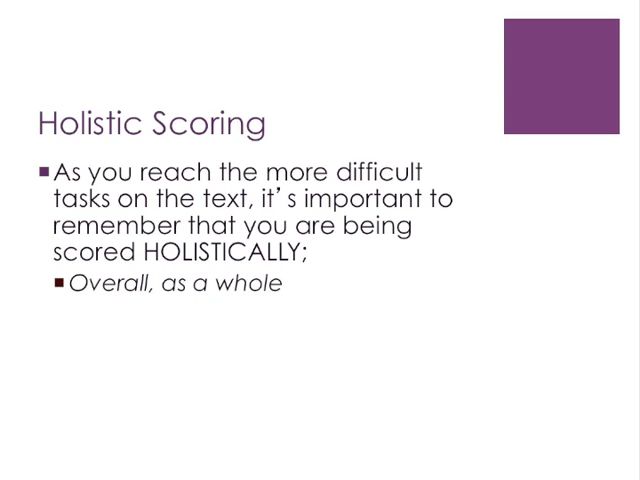 Holistic Scoring
As you reach the more difficult
tasks on the text, it’s important to
remember that you are being
scored HOLISTICALLY;
Overall, as a whole